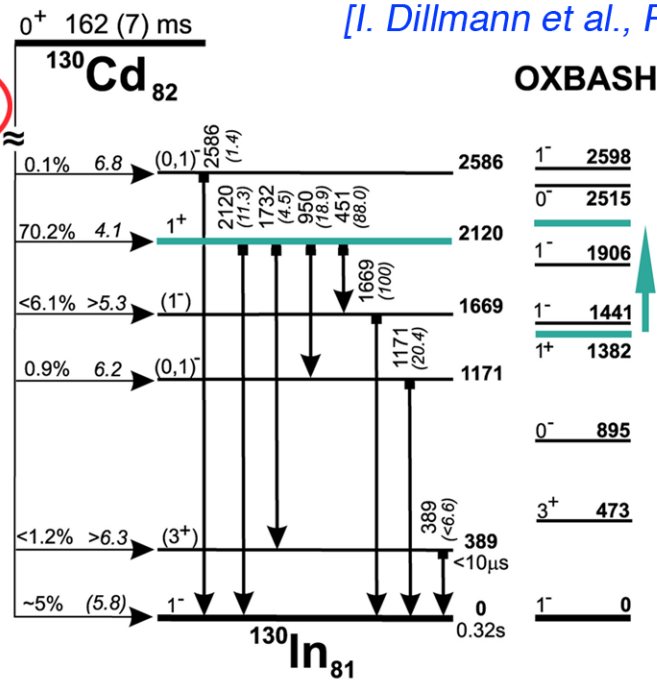 [I. Dillmann et al., P
0⁺ 162 (7) ms
¹³⁰Cd₈₂
OXBASH
≈
0.1% 6.8 (0,1)⁻ 2586 (1.4) 2586
70.2% 4.1 1⁺ 2120 (11.3) 1732 (4.5) 950 (18.9) 451 (88.0) 2120
<6.1% >5.3 (1⁻) 1669 (100) 1669
0.9% 6.2 (0,1)⁻ 1171 (20.4) 1171
<1.2% >6.3 (3⁺) 389 (<6.6) 389
<10μs
~5% (5.8) 1⁻ 0
0.32s
¹³⁰In₈₁
1⁻ 2598
0⁻ 2515
1⁻ 1906
1⁻ 1441
1⁺ 1382
0⁻ 895
3⁺ 473
1⁻ 0